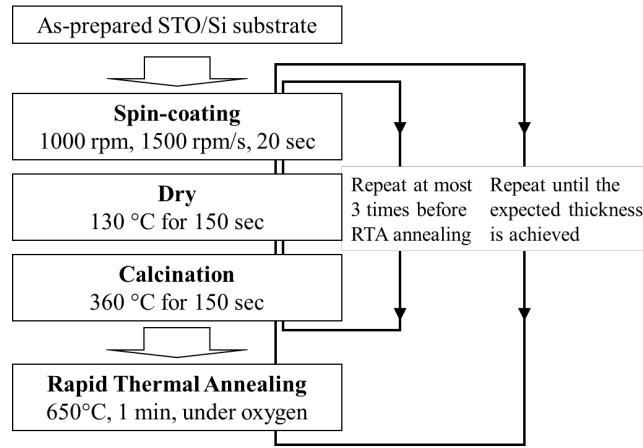 As-prepared STO/Si substrate
Spin-coating
1000 rpm, 1500 rpm/s, 20 sec
Dry
130 °C for 150 sec
Calcination
360 °C for 150 sec
Rapid Thermal Annealing
650°C, 1 min, under oxygen
Repeat at most
3 times before
RTA annealing
Repeat until the
expected thickness
is achieved